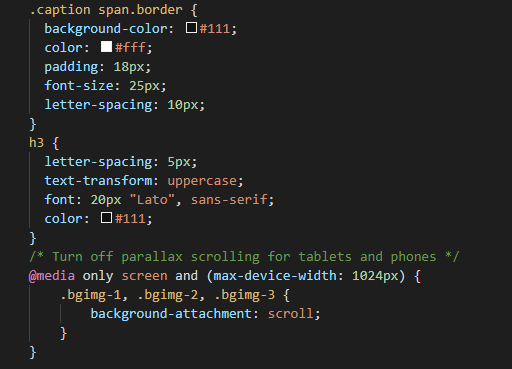 .caption span.border {
background-color: #111;
color: #fff;
padding: 18px;
font-size: 25px;
letter-spacing: 10px;
}
h3 {
letter-spacing: 5px;
text-transform: uppercase;
font: 20px "Lato", sans-serif;
color: #111;
}
/* Turn off parallax scrolling for tablets and phones */
@media only screen and (max-device-width: 1024px) {
.bgimg-1, .bgimg-2, .bgimg-3 {
background-attachment: scroll;
}
}